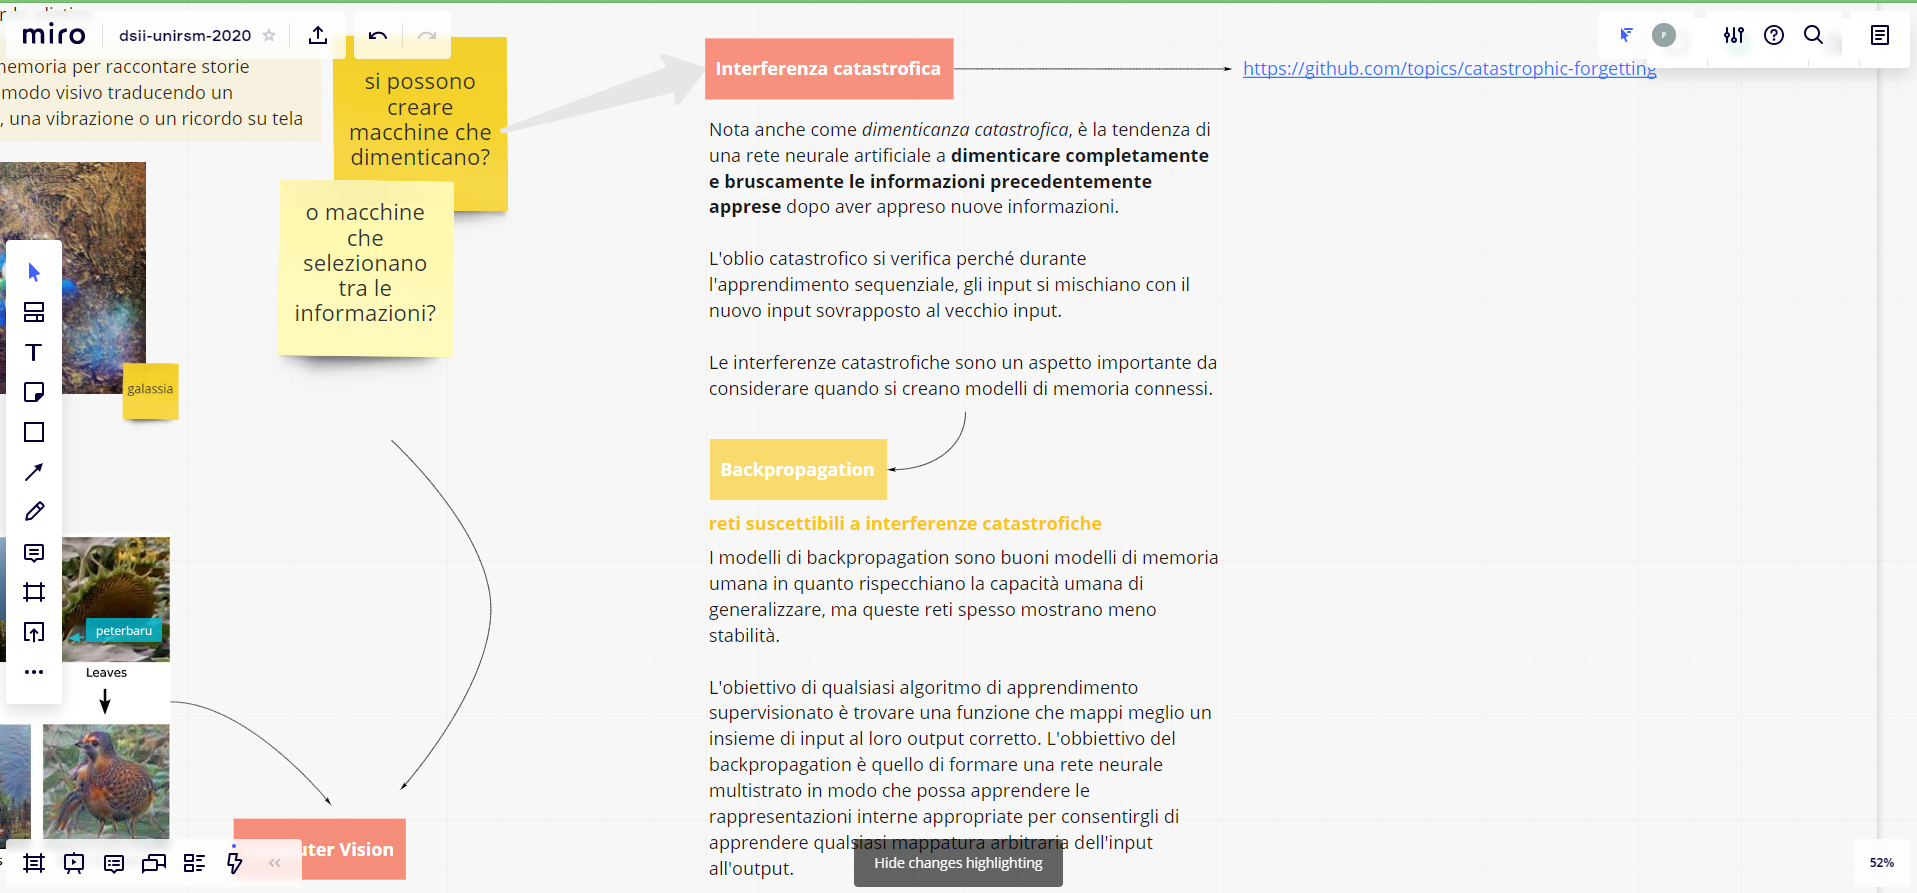 miro
dsii-unirsm-2020
P
memoria per raccontare storie
modo visivo traducendo un
, una vibrazione o un ricordo su tela
si possono
creare
macchine che
dimenticano?
o macchine
che
selezionano
tra le
informazioni?
galassia
peterbaru
Leaves
uter Vision
Interferenza catastrofica
https://github.com/topics/catastrophic-forgetting
Nota anche come dimenticanza catastrofica, è la tendenza di
una rete neurale artificiale a dimenticare completamente
e bruscamente le informazioni precedentemente
apprese dopo aver appreso nuove informazioni.
L'oblio catastrofico si verifica perché durante
l'apprendimento sequenziale, gli input si mischiano con il
nuovo input sovrapposto al vecchio input.
Le interferenze catastrofiche sono un aspetto importante da
considerare quando si creano modelli di memoria connessi.
Backpropagation
reti suscettibili a interferenze catastrofiche
I modelli di backpropagation sono buoni modelli di memoria
umana in quanto rispecchiano la capacità umana di
generalizzare, ma queste reti spesso mostrano meno
stabilità.
L'obiettivo di qualsiasi algoritmo di apprendimento
supervisionato è trovare una funzione che mappi meglio un
insieme di input al loro output corretto. L'obbiettivo del
backpropagation è quello di formare una rete neurale
multistrato in modo che possa apprendere le
rappresentazioni interne appropriate per consentirgli di
apprendere qualsiasi mappatura arbitraria dell'input
all'output.
Hide changes highlighting
52%